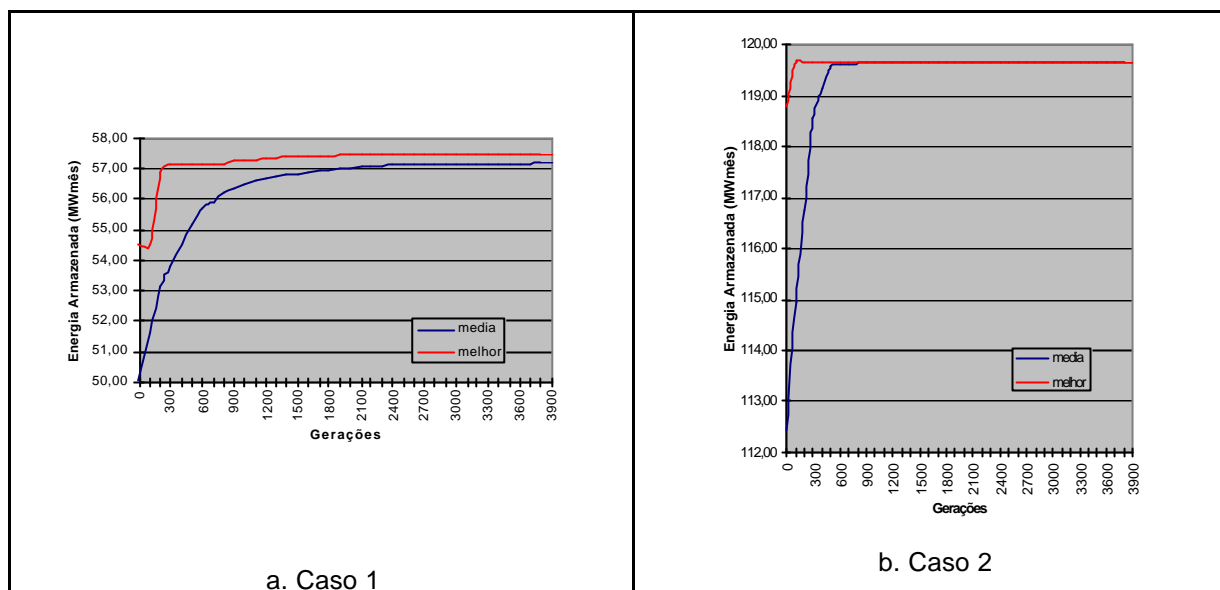 58,00
57,00
56,00
55,00
54,00
53,00
52,00
51,00
50,00
Energia Armazenada (MWmês)
media
melhor
0 300 600 900 1200 1500 1800 2100 2400 2700 3000 3300 3600 3900
Gerações
a. Caso 1
120,00
119,00
118,00
117,00
116,00
115,00
114,00
113,00
112,00
Energia Armazenada (MWmês)
media
melhor
0 300 600 900 1200 1500 1800 2100 2400 2700 3000 3300 3600 3900
Gerações
b. Caso 2